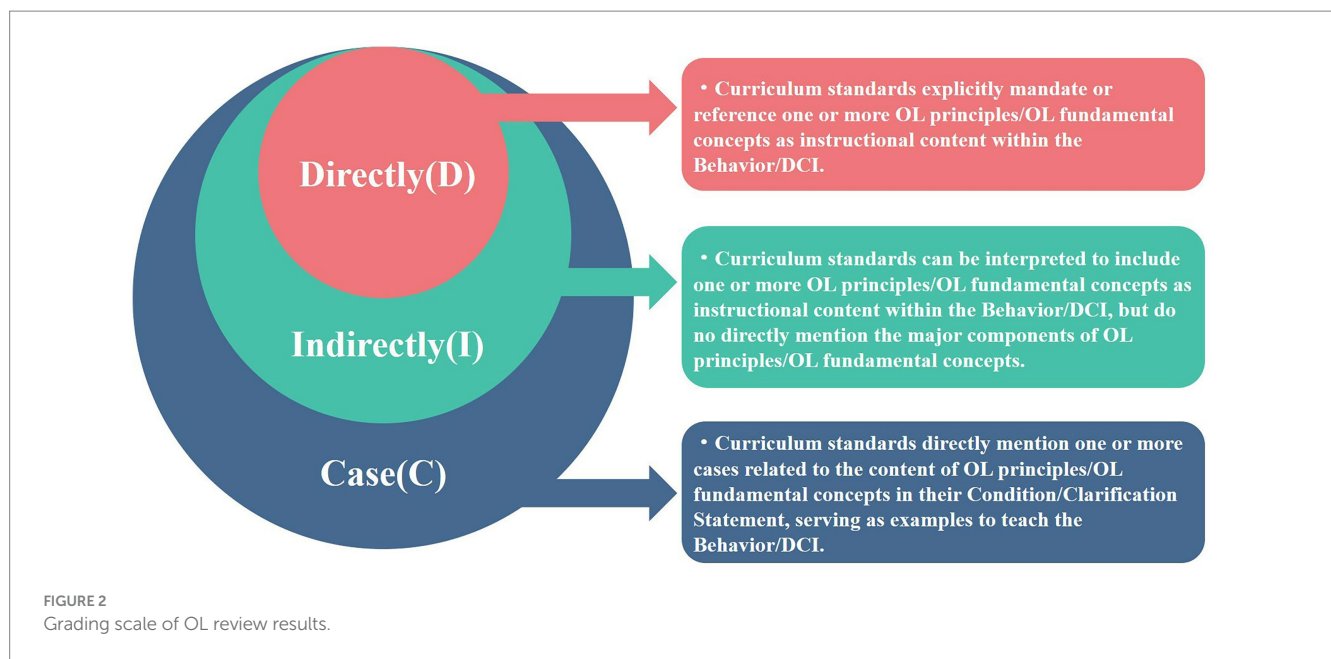 Directly(D)
Indirectly(I)
Case(C)
・Curriculum standards explicitly mandate or
reference one or more OL principles/OL fundamental
concepts as instructional content within the
Behavior/DCI.
・Curriculum standards can be interpreted to include
one or more OL principles/OL fundamental concepts as
instructional content within the Behavior/DCI, but do
no directly mention the major components of OL
principles/OL fundamental concepts.
・Curriculum standards directly mention one or more
cases related to the content of OL principles/OL
fundamental concepts in their Condition/Clarification
Statement, serving as examples to teach the
Behavior/DCI.
FIGURE 2
Grading scale of OL review results.